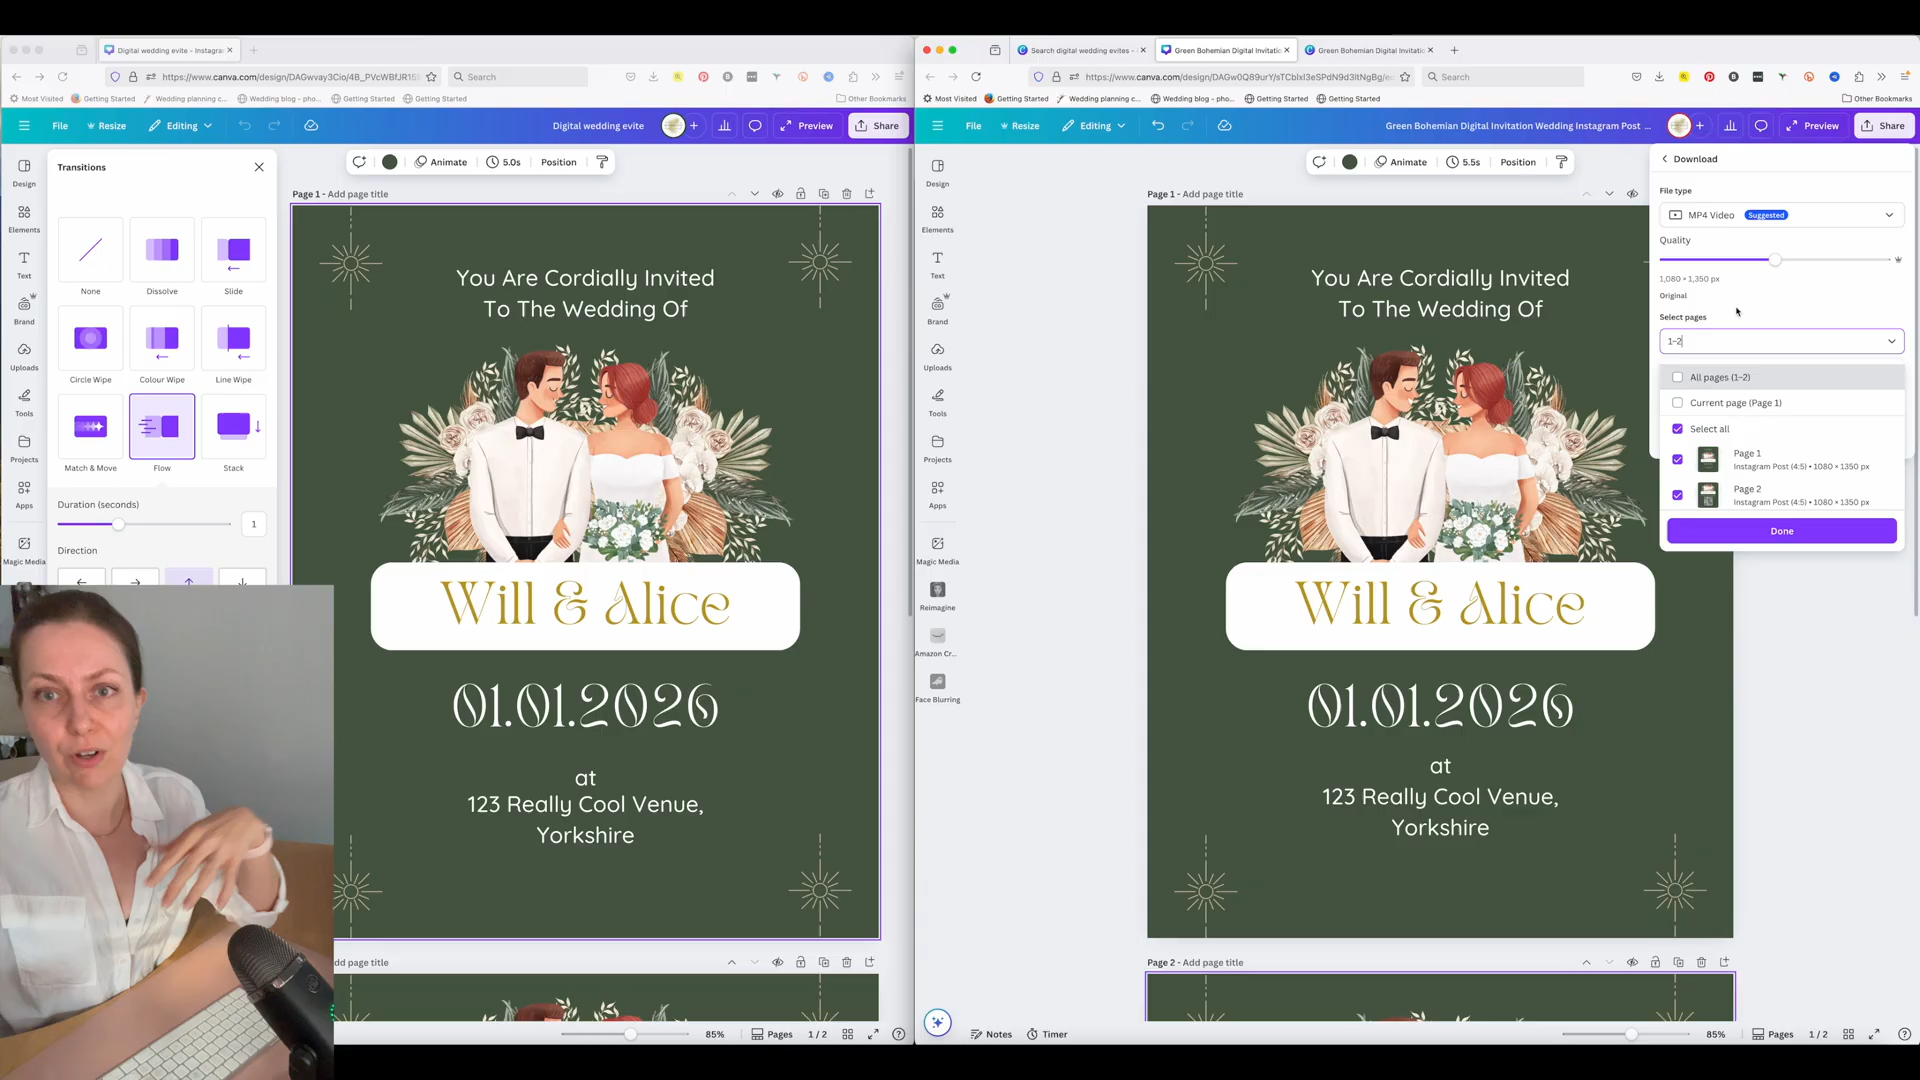 Digital wedding evite - Instagra
https://www.canva.com/design/DAGwvay3Cio/4B_PVcWBfJR15
Search
Most Visited
Getting Started
Wedding planning c...
Wedding blog - pho...
Getting Started
Getting Started
Other Bookmarks
File
Resize
Editing
Digital wedding evite
Preview
Share
Design
Elements
Text
Brand
Uploads
Tools
Projects
Apps
Magic Media
Transitions
None
Dissolve
Slide
Circle Wipe
Colour Wipe
Line Wipe
Match & Move
Flow
Stack
Duration (seconds)
1
Direction
Animate
5.0s
Position
Page 1 - Add page title
You Are Cordially Invited
To The Wedding Of
Will & Alice
01.01.2026
at
123 Really Cool Venue,
Yorkshire
dd page title
85%
Pages
1 / 2
Search digital wedding evites -
Green Bohemian Digital Invitatio
Green Bohemian Digital Invitatio
https://www.canva.com/design/DAGw0Q89urY/sTCbIxI3eSPdN9d3ltNgBg/e
Search
Most Visited
Getting Started
Wedding planning c...
Wedding blog - pho...
Getting Started
Getting Started
Other Bookmarks
File
Resize
Editing
Green Bohemian Digital Invitation Wedding Instagram Post ...
Preview
Share
Design
Elements
Text
Brand
Uploads
Tools
Projects
Apps
Magic Media
Reimagine
Amazon Cr...
Face Blurring
Animate
5.5s
Position
Page 1 - Add page title
You Are Cordially Invited
To The Wedding Of
Will & Alice
01.01.2026
at
123 Really Cool Venue,
Yorkshire
Page 2 - Add page title
Download
File type
MP4 Video
Suggested
Quality
1,080 × 1,350 px
Original
Select pages
1-2
All pages (1-2)
Current page (Page 1)
Select all
Page 1
Instagram Post (4:5) • 1080 × 1350 px
Page 2
Instagram Post (4:5) • 1080 × 1350 px
Done
Notes
Timer
85%
Pages
1 / 2